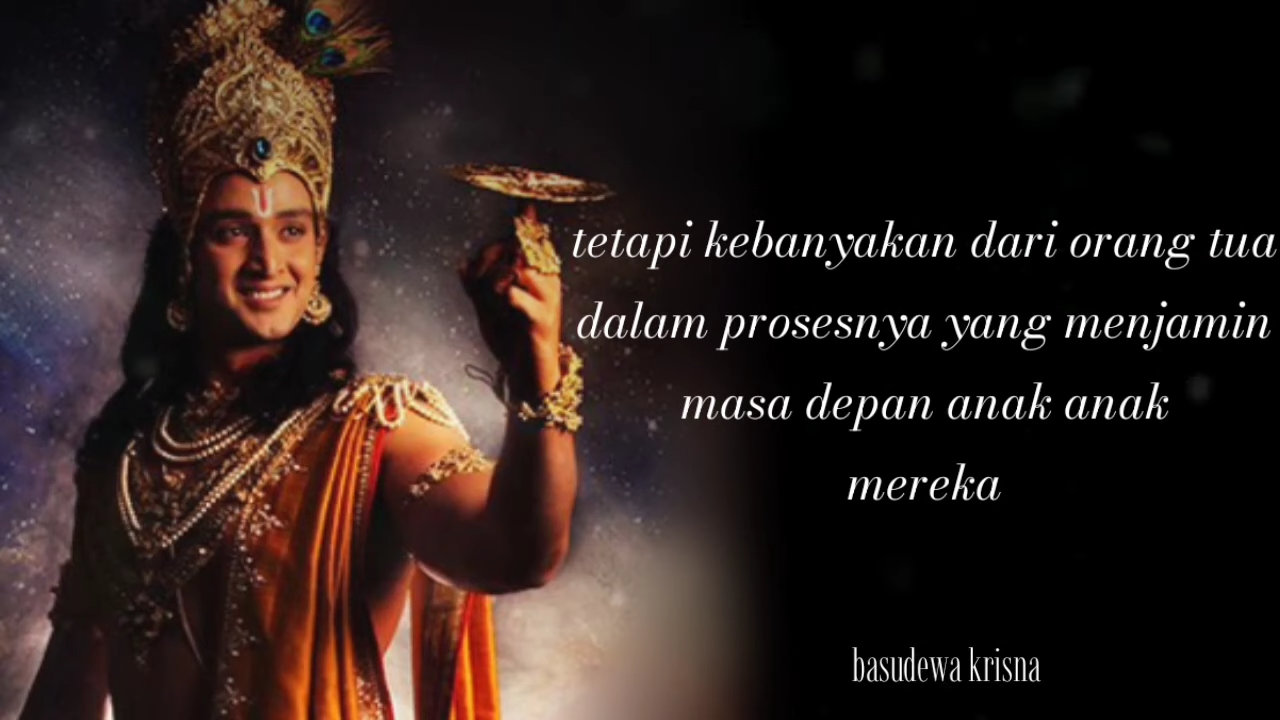 tetapi kebanyakan dari orang tua
dalam prosesnya yang menjamin
masa depan anak anak
mereka
basudewa krisna